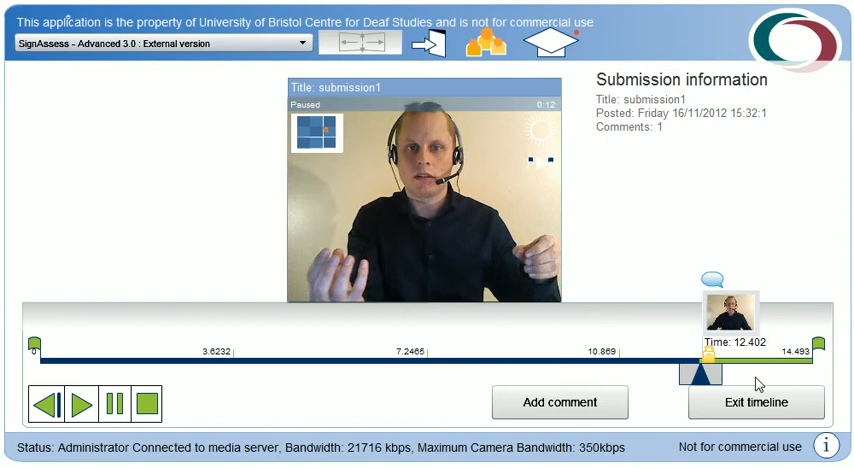 This application is the property of University of Bristol Centre for Deaf Studies and is not for commercial use
SignAssess - Advanced 3.0 : External version
Title: submission1
Paused 0:12
Submission information
Title: submission1
Posted: Friday 16/11/2012 15:32:1
Comments: 1
Time: 12.402
0 3.6232 7.2465 10.869 14.493
Add comment
Exit timeline
Status: Administrator Connected to media server, Bandwidth: 21716 kbps, Maximum Camera Bandwidth: 350kbps
Not for commercial use i